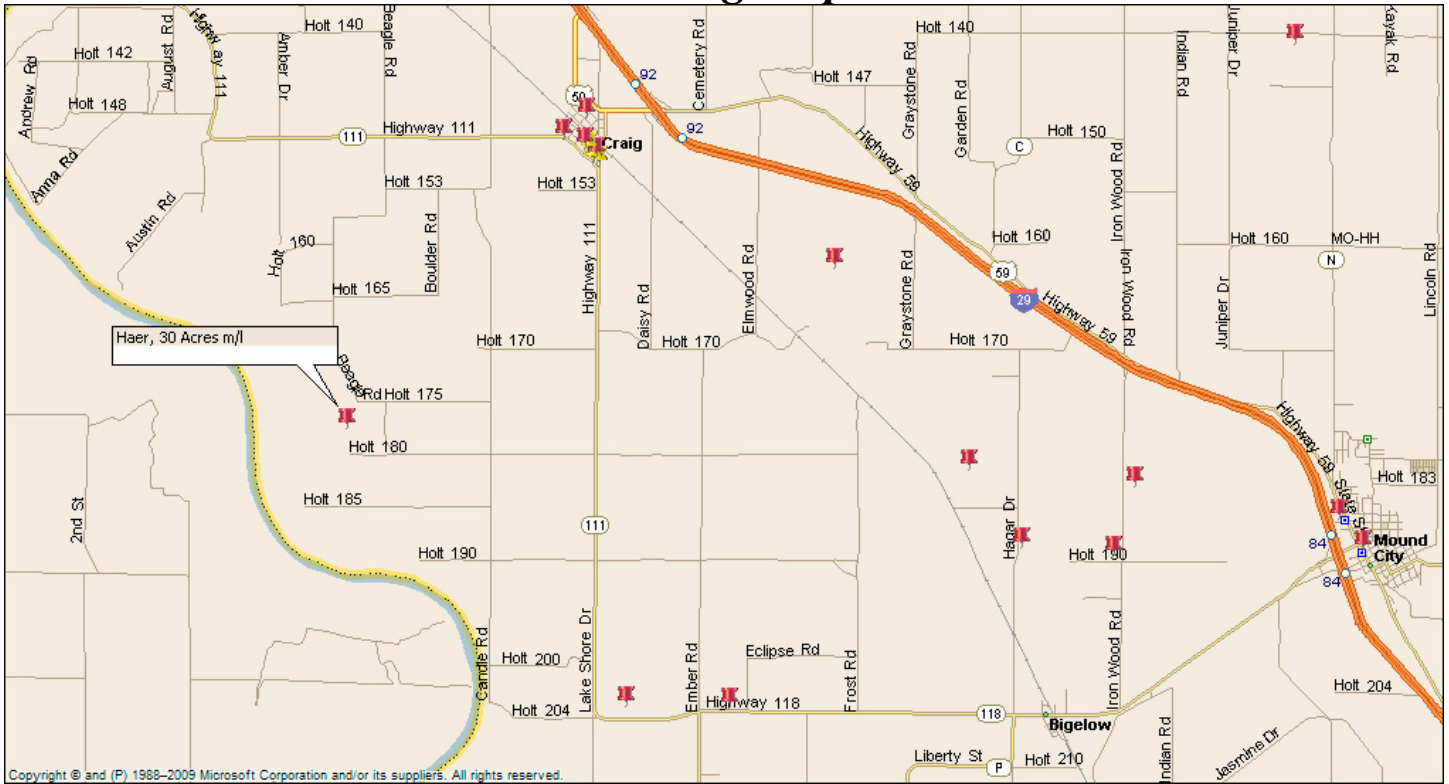 Holt 140
Beagle Rd
Cemetery Rd
Holt 140
Juniper Dr
Kayak Rd
August Rd
Highway 111
Amber Dr
Holt 142
Andrew Rd
Holt 148
92
50
Holt 147
Graystone Rd
Garden Rd
Indian Rd
Highway 111
111
Craig
92
Highway 59
C
Holt 150
Iron Wood Rd
Anna Rd
Austin Rd
Holt 153
Holt 153
Boulder Rd
Holt 160
Highway 111
Holt 160
Holt 160
MO-HH
N
Lincoln Rd
Holt 165
Daisy Rd
Elmwood Rd
Graystone Rd
59
29
Highway 59
Iron Wood Rd
Juniper Dr
Haer, 30 Acres m/l
Holt 170
Holt 170
Holt 170
Beagle Rd
Holt 175
Holt 180
Highway 59
State St
Holt 183
2nd St
Holt 185
111
Hagar Dr
84
Mound
City
Holt 190
Holt 190
84
Candle Rd
Lake Shore Dr
Ember Rd
Eclipse Rd
Frost Rd
Iron Wood Rd
Holt 200
Holt 204
Highway 118
118
Bigelow
Holt 204
Indian Rd
Jasmine Dr
Liberty St
P
Holt 210
Copyright © and (P) 1988–2009 Microsoft Corporation and/or its suppliers. All rights reserved.